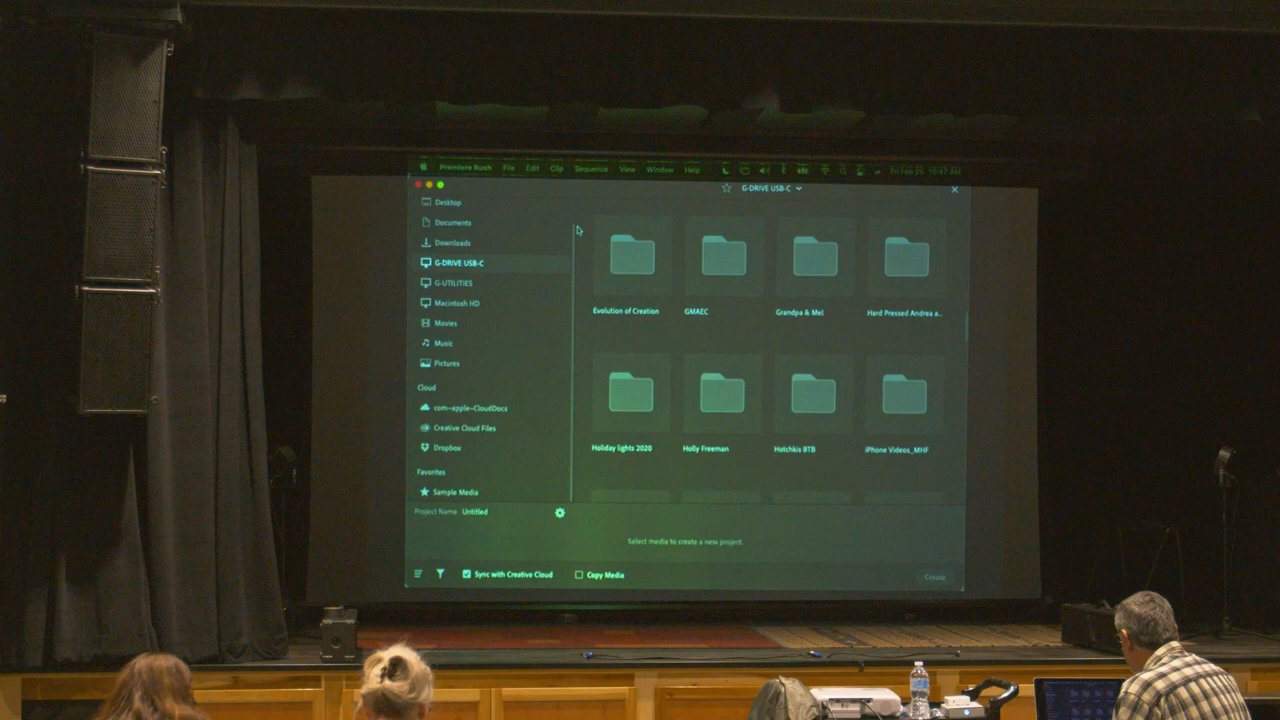 Premiere Rush File Edit Clip Sequence View Window Help
G-DRIVE USB-C
Desktop
Documents
Downloads
G-DRIVE USB-C
G-UTILITIES
Macintosh HD
Movies
Music
Pictures
Cloud
com~apple~CloudDocs
Creative Cloud Files
Dropbox
Favorites
Sample Media
Evolution of Creation GMAEC Grandpa & Mel Hard Pressed Andrea a...
Holiday lights 2020 Holly Freeman Hotchkis BTB iPhone Videos_MHF
Project Name Untitled
Select media to create a new project
Sync with Creative Cloud Copy Media Create